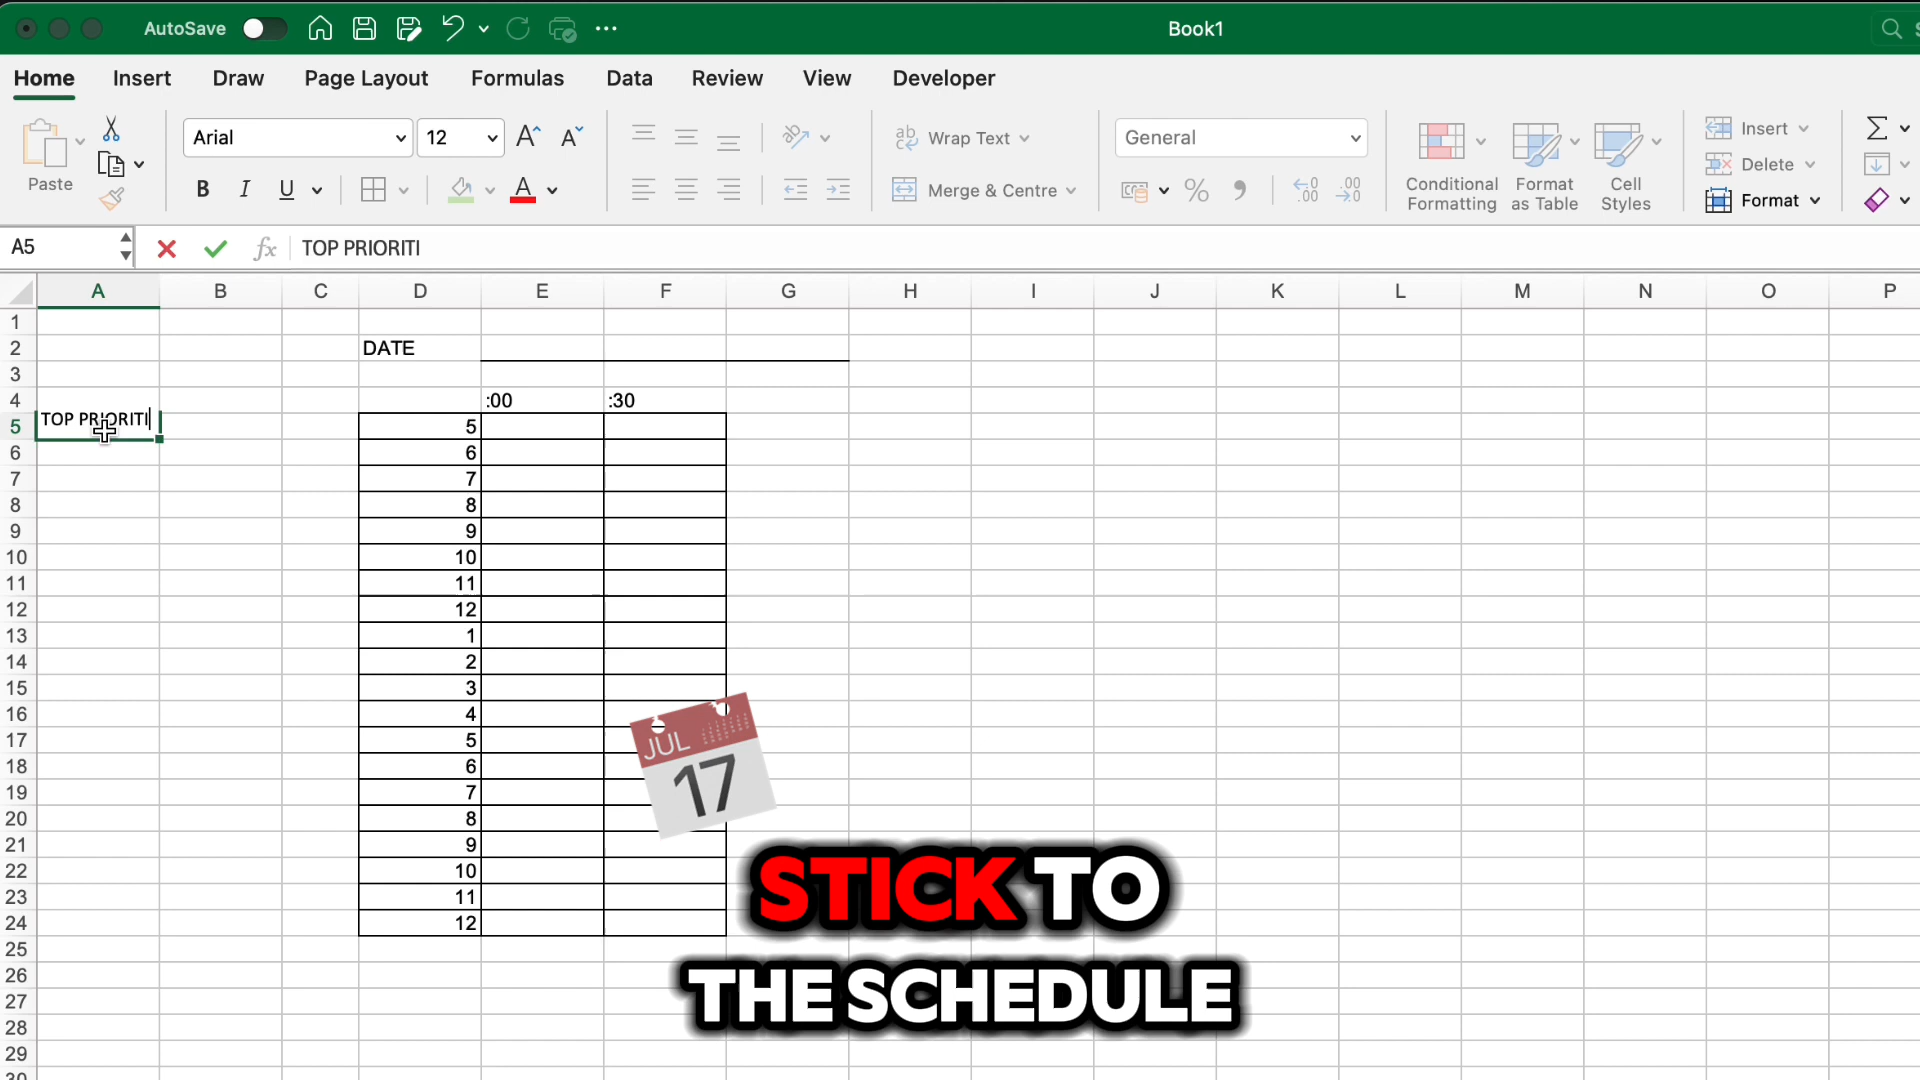 AutoSave
Book1
Home Insert Draw Page Layout Formulas Data Review View Developer
Paste
Arial
12
Wrap Text
Merge & Centre
General
Conditional Formatting
Format as Table
Cell Styles
Insert
Delete
Format
A5
fx
TOP PRIORITI
A B C D E F G H I J K L M N O P
1
2 DATE
3
4 :00 :30
5 TOP PRIORITI 5
6 6
7 7
8 8
9 9
10 10
11 11
12 12
13 1
14 2
15 3
16 4
17 5
18 6
19 7
20 8
21 9
22 10
23 11
24 12
25
26
27
28
29
30
JUL
17
STICK TO
THE SCHEDULE